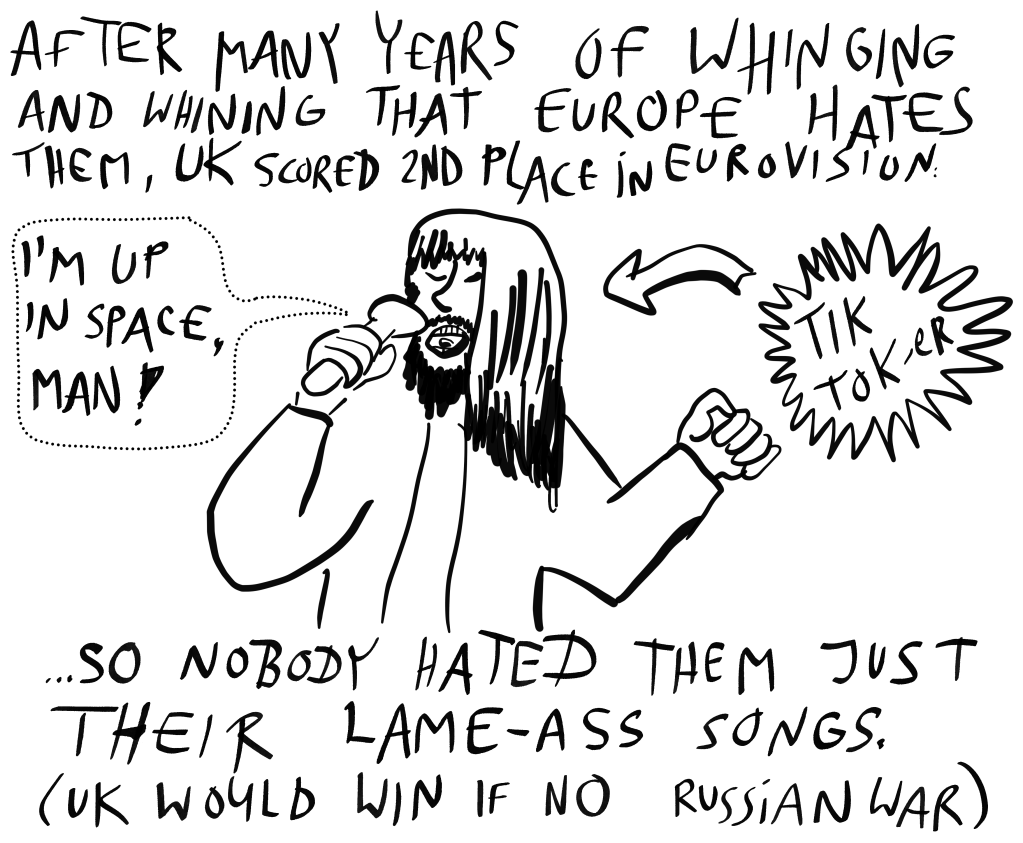 AFTER MANY YEARS OF WHINGING
AND WHINING THAT EUROPE HATES
THEM, UK SCORED 2ND PLACE iN EUROVISION.
I'M UP
IN SPACE,
MAN!
TIK
TOK-ER
...SO NOBODY HATED THEM JUST
THEIR LAME-ASS SONGS.
(UK WOULD WIN IF NO RUSSiAN WAR)